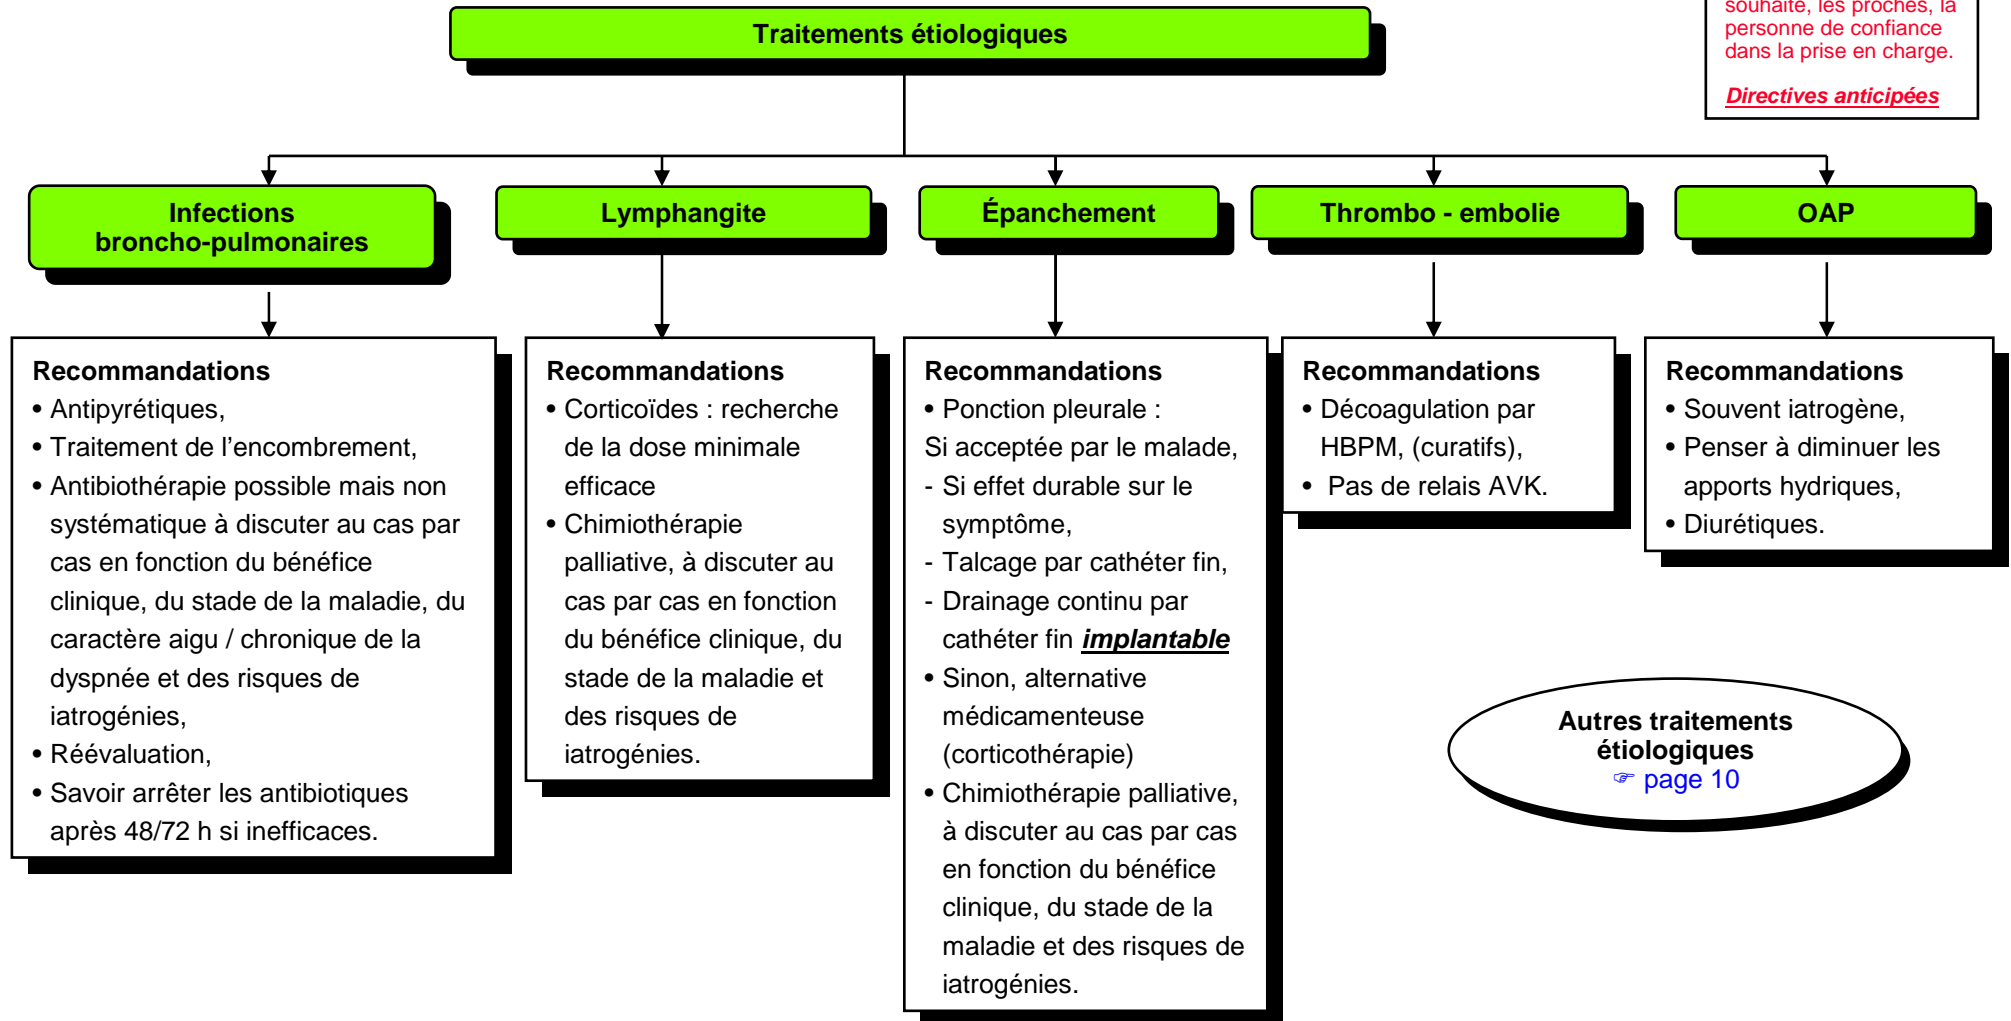 souhaité, les proches, la
personne de confiance
dans la prise en charge.
Directives anticipées
Traitements étiologiques
Infections
broncho-pulmonaires
Lymphangite
Épanchement
Thrombo - embolie
OAP
Recommandations
• Antipyrétiques,
• Traitement de l’encombrement,
• Antibiothérapie possible mais non
systématique à discuter au cas par
cas en fonction du bénéfice
clinique, du stade de la maladie, du
caractère aigu / chronique de la
dyspnée et des risques de
iatrogénies,
• Réévaluation,
• Savoir arrêter les antibiotiques
après 48/72 h si inefficaces.
Recommandations
• Corticoïdes : recherche
de la dose minimale
efficace
• Chimiothérapie
palliative, à discuter au
cas par cas en fonction
du bénéfice clinique, du
stade de la maladie et
des risques de
iatrogénies.
Recommandations
• Ponction pleurale :
Si acceptée par le malade,
- Si effet durable sur le
symptôme,
- Talcage par cathéter fin,
- Drainage continu par
cathéter fin implantable
• Sinon, alternative
médicamenteuse
(corticothérapie)
• Chimiothérapie palliative,
à discuter au cas par cas
en fonction du bénéfice
clinique, du stade de la
maladie et des risques de
iatrogénies.
Recommandations
• Décoagulation par
HBPM, (curatifs),
• Pas de relais AVK.
Recommandations
• Souvent iatrogène,
• Penser à diminuer les
apports hydriques,
• Diurétiques.
Autres traitements
étiologiques
☞ page 10